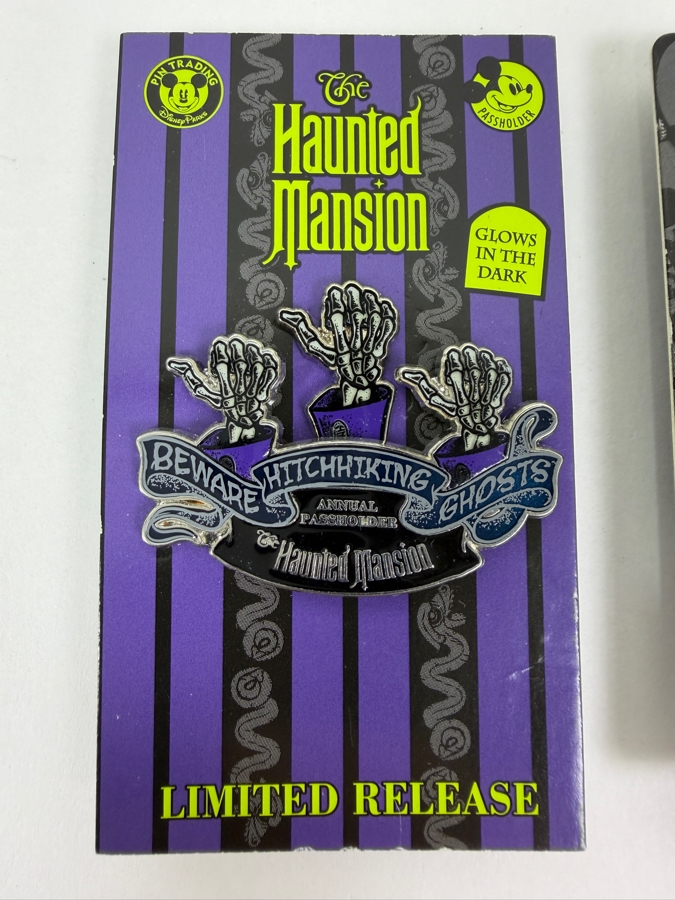 PIN TRADING
Disney Parks
PASSHOLDER
The
Haunted
Mansion
GLOWS
IN THE
DARK
BEWARE HITCHHIKING GHOSTS
ANNUAL
PASSHOLDER
The Haunted Mansion
LIMITED RELEASE